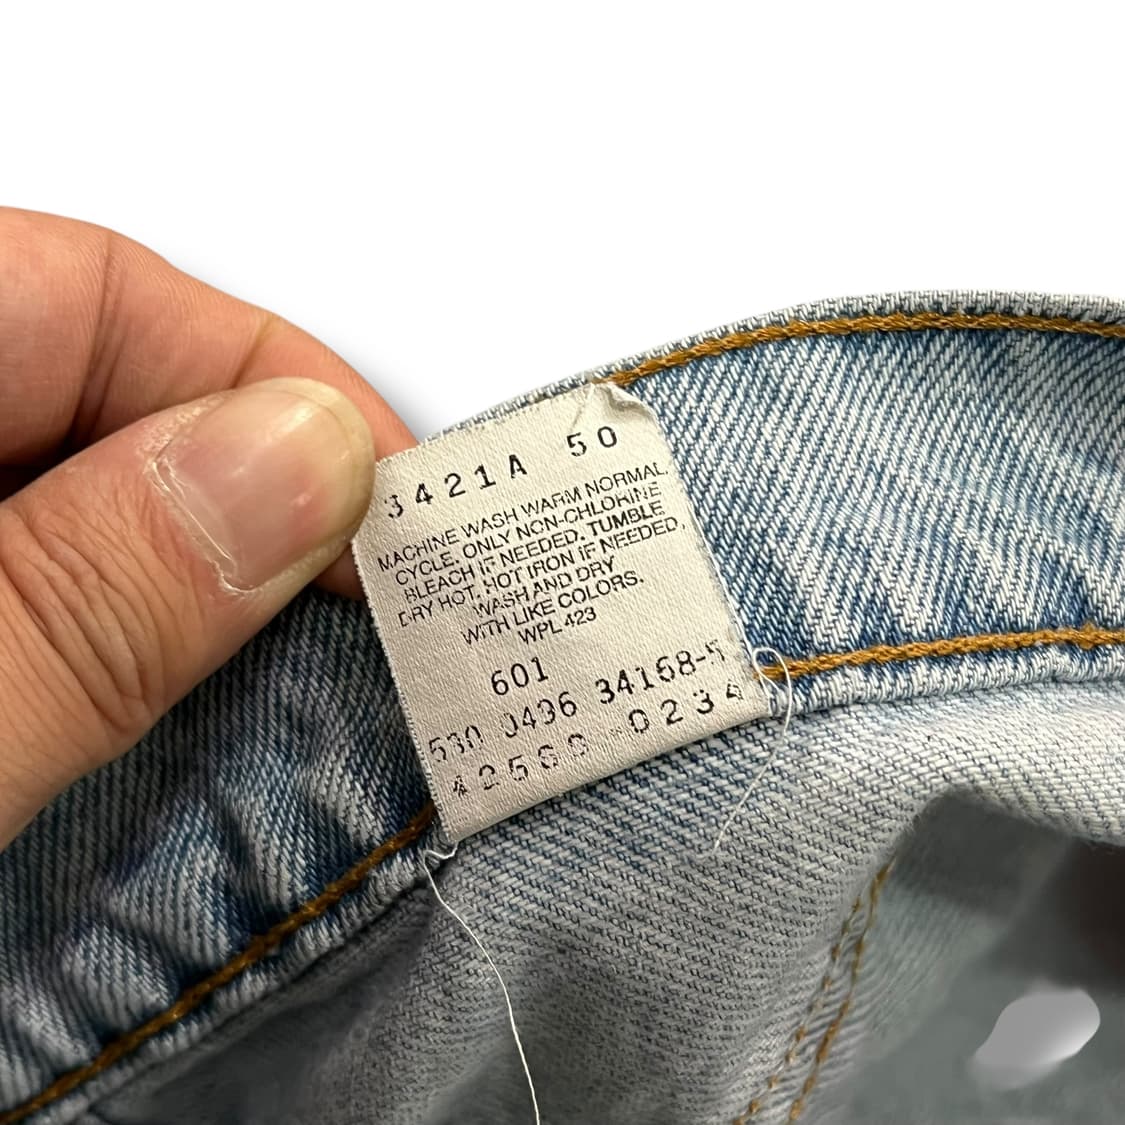 3421A 50
MACHINE WASH WARM NORMAL.
CYCLE. ONLY NON-CHLORINE
BLEACH IF NEEDED. TUMBLE
DRY HOT. HOT IRON IF NEEDED,
WASH AND DRY
WITH LIKE COLORS.
WPL 423
601
0496 34168-5
0234